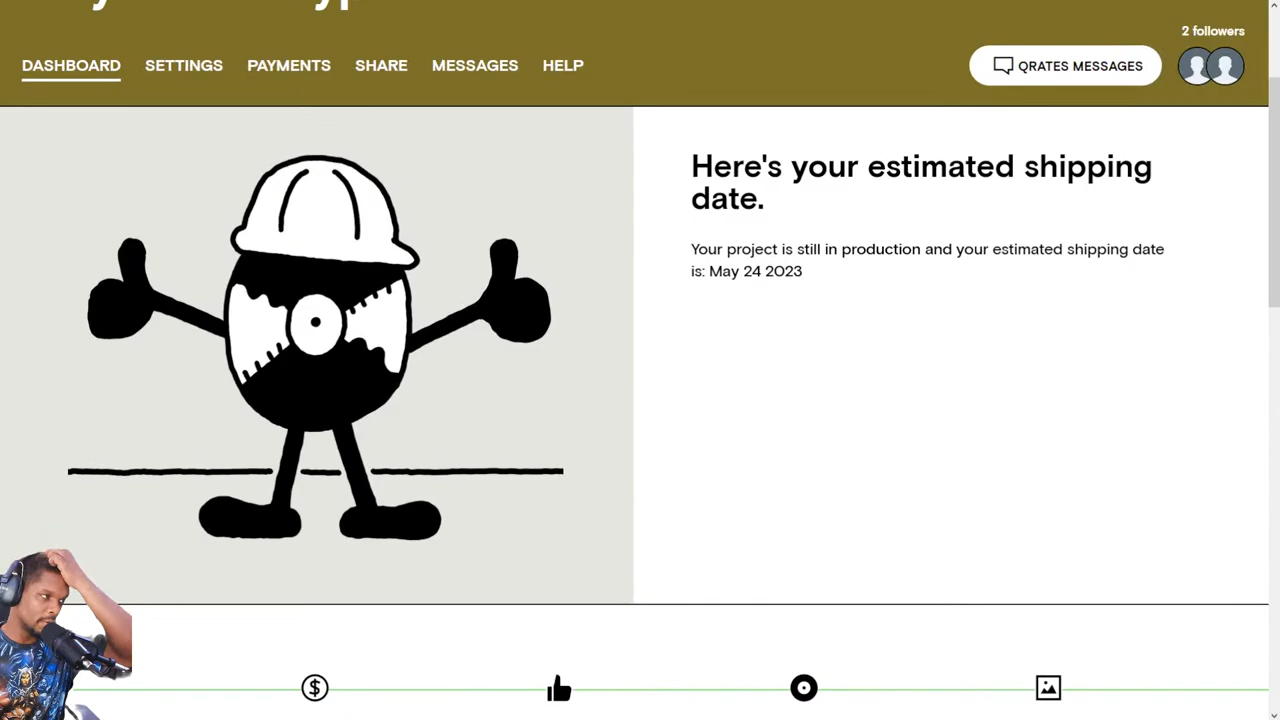 2 followers
DASHBOARD SETTINGS PAYMENTS SHARE MESSAGES HELP
QRATES MESSAGES
Here's your estimated shipping
date.
Your project is still in production and your estimated shipping date
is: May 24 2023